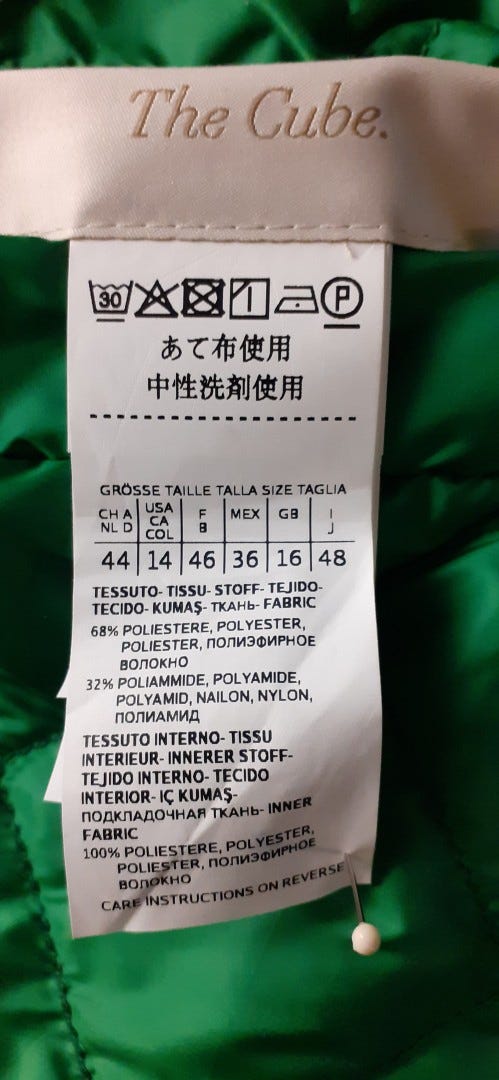 The Cube.
30
P
あて布使用
中性洗剤使用
GRÖSSE TAILLE TALLA SIZE TAGLIA
CH A NL D USA CA COL F B MEX GB I J
44 14 46 36 16 48
TESSUTO- TISSU- STOFF- TEJIDO-
TECIDO- KUMAŞ- ТКАНЬ- FABRIC
68% POLIESTERE, POLYESTER,
POLIESTER, ПОЛИЭФИРНОЕ
ВОЛОКНО
32% POLIAMMIDE, POLYAMIDE,
POLYAMID, NAILON, NYLON,
ПОЛИАМИД
TESSUTO INTERNO- TISSU
INTERIEUR- INNERER STOFF-
TEJIDO INTERNO- TECIDO
INTERIOR- IÇ KUMAŞ-
ПОДКЛАДОЧНАЯ ТКАНЬ- INNER
FABRIC
100% POLIESTERE, POLYESTER,
POLIESTER, ПОЛИЭФИРНОЕ
ВОЛОКНО
CARE INSTRUCTIONS ON REVERSE